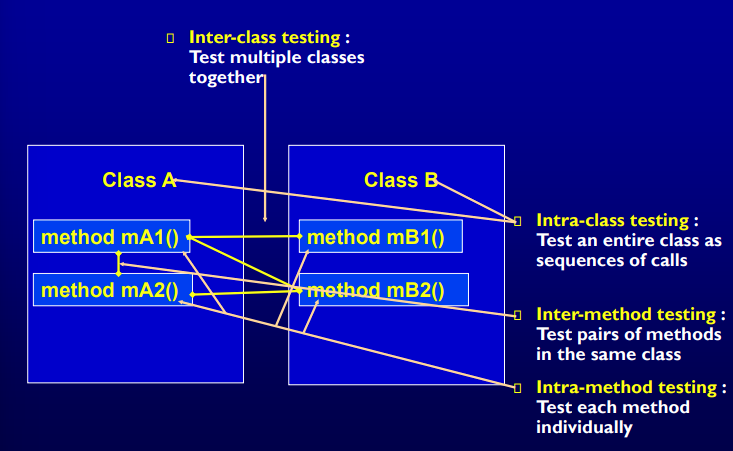 Inter-class testing :
Test multiple classes
together
Class A
Class B
method mA1()
method mB1()
method mA2()
method mB2()
Intra-class testing :
Test an entire class as
sequences of calls
Inter-method testing :
Test pairs of methods
in the same class
Intra-method testing :
Test each method
individually